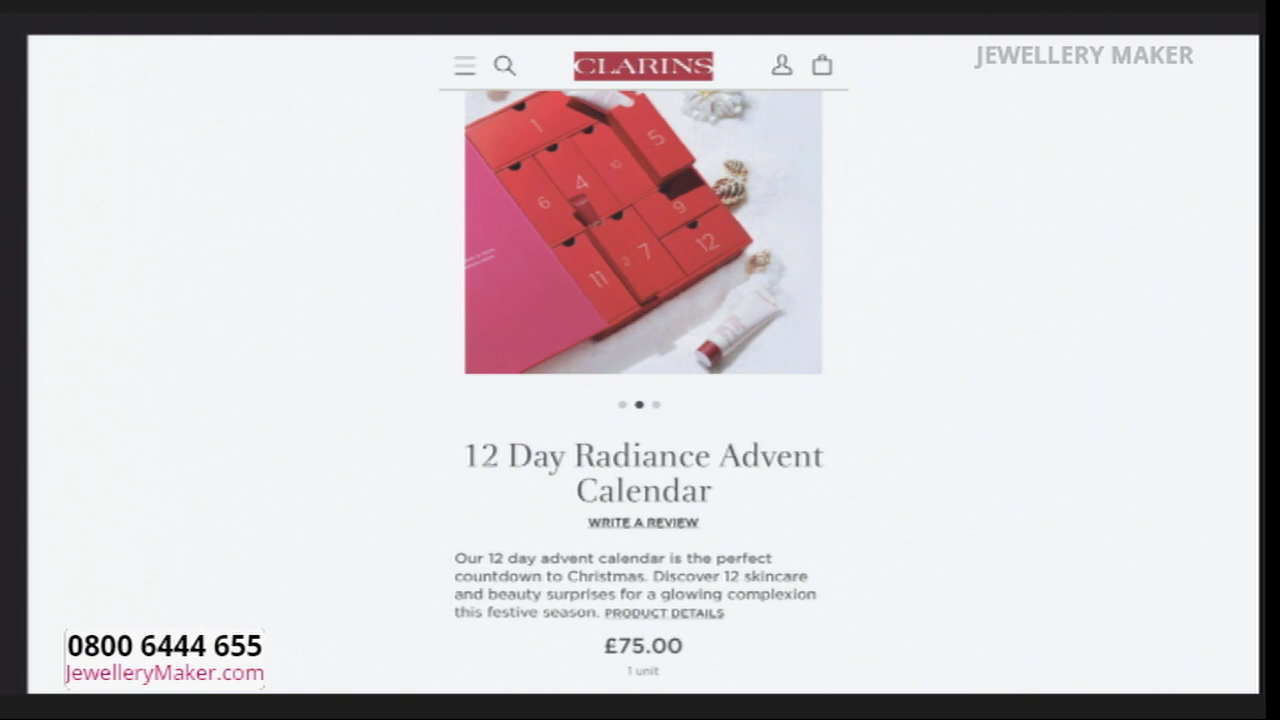 CLARINS
JEWELLERY MAKER
1
5
10
4
6
9
7
12
2
11
12 Day Radiance Advent
Calendar
WRITE A REVIEW
Our 12 day advent calendar is the perfect
countdown to Christmas. Discover 12 skincare
and beauty surprises for a glowing complexion
this festive season. PRODUCT DETAILS
£75.00
1 unit
0800 6444 655
JewelleryMaker.com